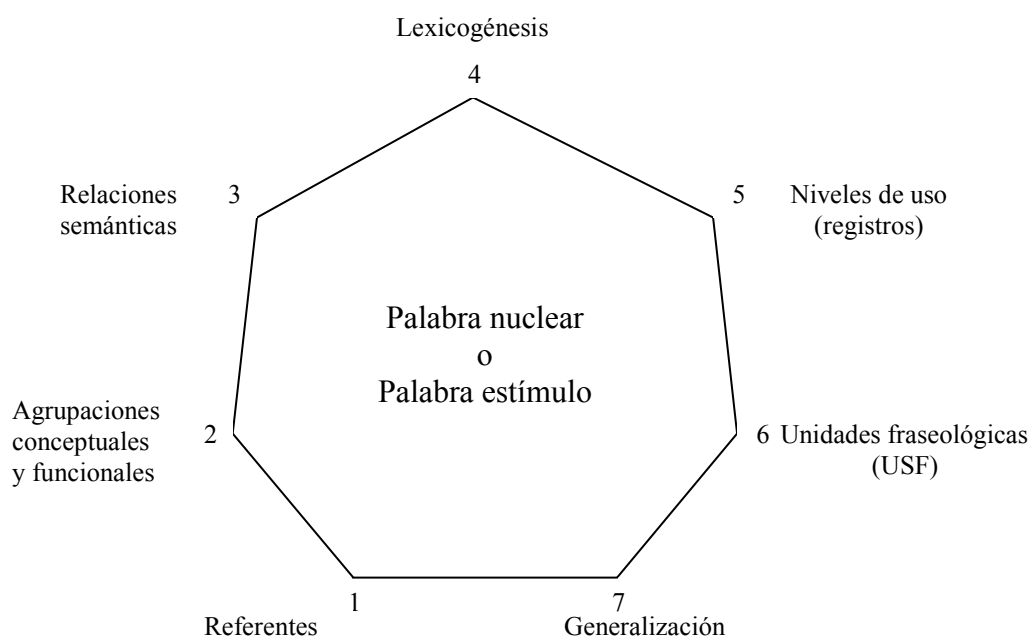 Lexicogénesis
4
Relaciones
semánticas
3
5
Niveles de uso
(registros)
Palabra nuclear
o
Palabra estímulo
Agrupaciones
conceptuales
y funcionales
2
6 Unidades fraseológicas
(USF)
1
Referentes
7
Generalización